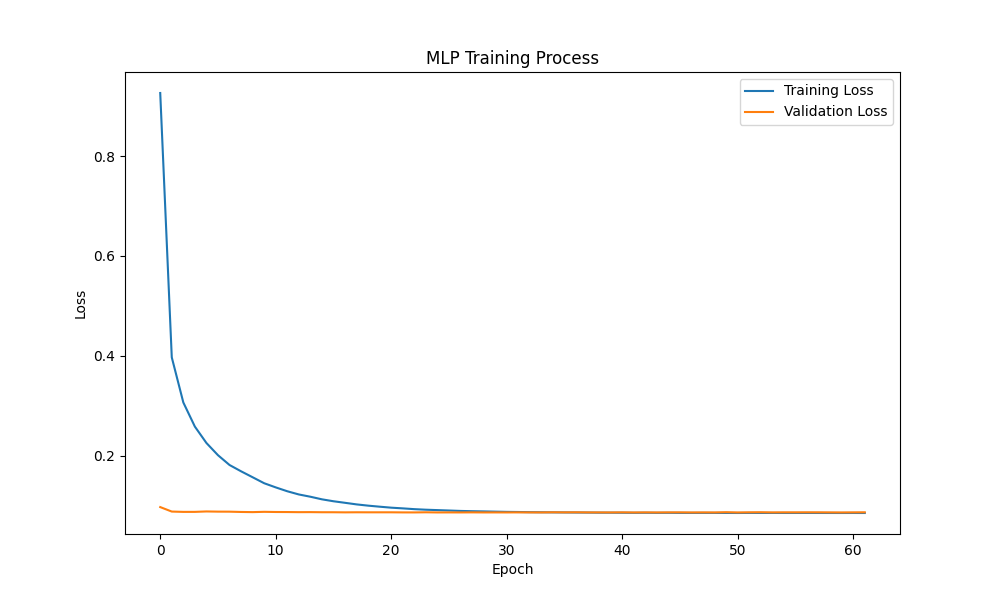 MLP Training Process
Training Loss
Validation Loss
0.8
0.6
0.4
0.2
Loss
0 10 20 30 40 50 60
Epoch